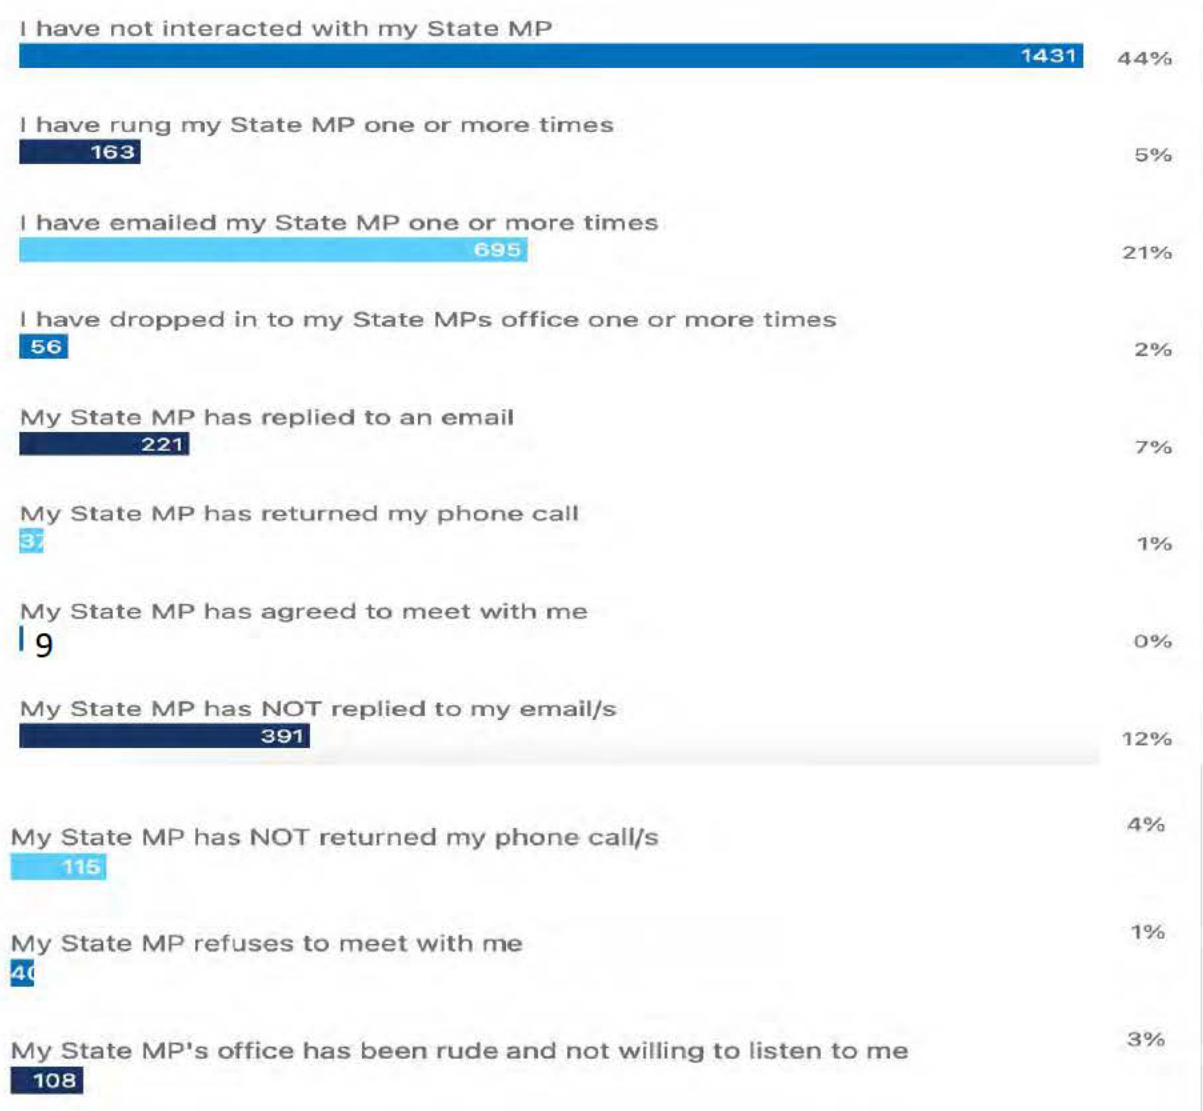 I have not interacted with my State MP
1431 44%
I have rung my State MP one or more times
163 5%
I have emailed my State MP one or more times
695 21%
I have dropped in to my State MPs office one or more times
56 2%
My State MP has replied to an email
221 7%
My State MP has returned my phone call
37 1%
My State MP has agreed to meet with me
9 0%
My State MP has NOT replied to my email/s
391 12%
My State MP has NOT returned my phone call/s
115 4%
My State MP refuses to meet with me
40 1%
My State MP's office has been rude and not willing to listen to me
108 3%